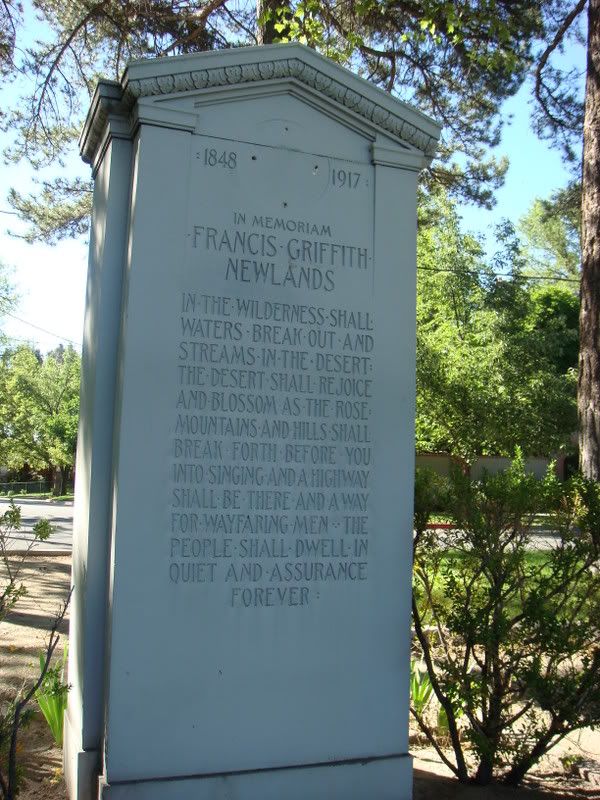 :1848
1917:
IN MEMORIAM
·FRANCIS·GRIFFITH·
NEWLANDS
IN·THE·WILDERNESS·SHALL
WATERS·BREAK·OUT·AND
STREAMS·IN·THE·DESERT:
THE·DESERT·SHALL·REJOICE
AND·BLOSSOM·AS·THE·ROSE:
MOUNTAINS·AND·HILLS·SHALL
BREAK·FORTH·BEFORE·YOU
INTO·SINGING·AND·A·HIGHWAY
SHALL·BE·THERE·AND·A·WAY
FOR·WAYFARING·MEN··THE
PEOPLE·SHALL·DWELL·IN
QUIET·AND·ASSURANCE
FOREVER: